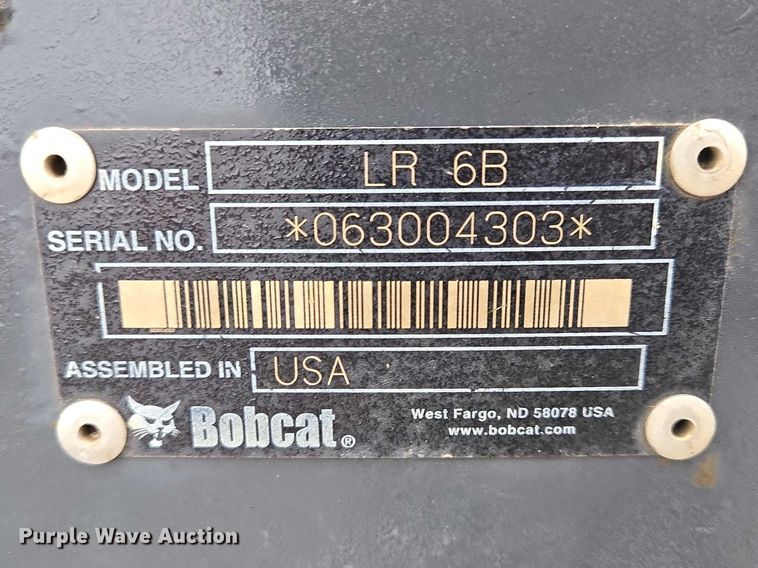 MODEL LR 6B
SERIAL NO. *063004303*
ASSEMBLED IN USA
Bobcat®
West Fargo, ND 58078 USA
www.bobcat.com
Purple Wave Auction